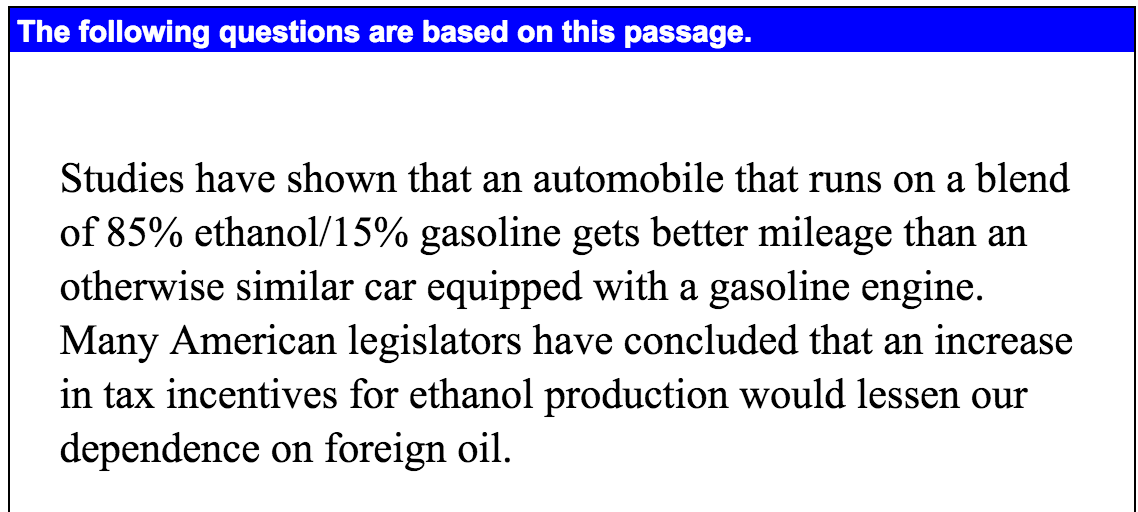 The following questions are based on this passage.
Studies have shown that an automobile that runs on a blend
of 85% ethanol/15% gasoline gets better mileage than an
otherwise similar car equipped with a gasoline engine.
Many American legislators have concluded that an increase
in tax incentives for ethanol production would lessen our
dependence on foreign oil.